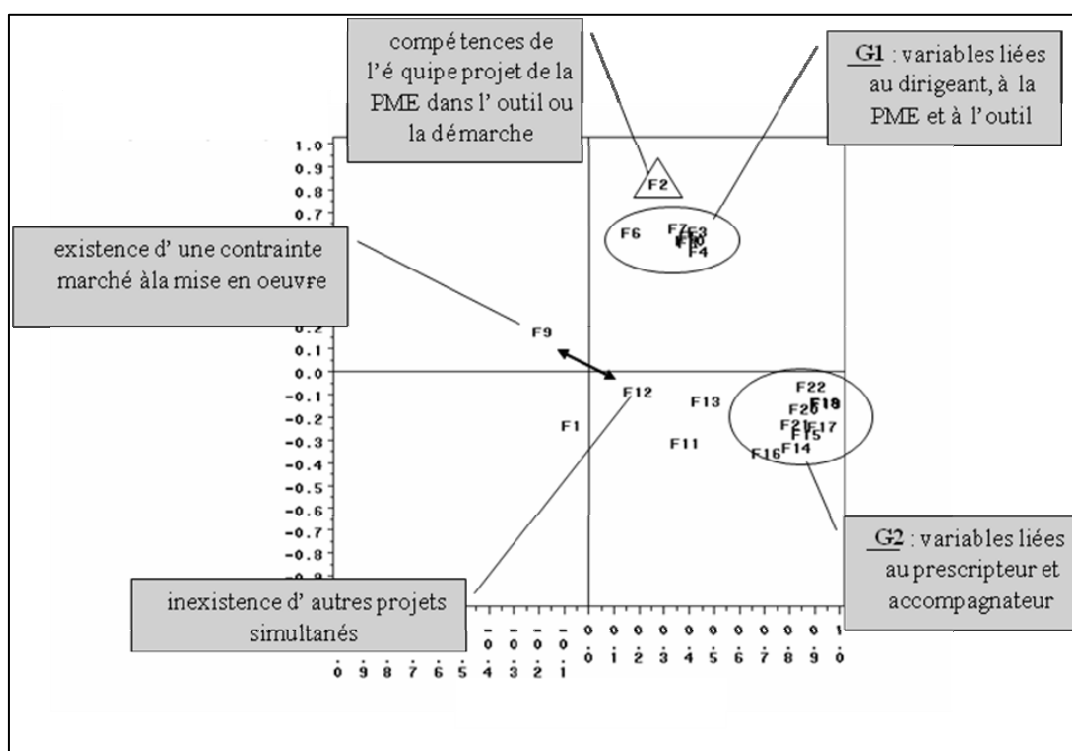 compétences de
l'é quipe projet de la
PME dans l' outil ou
la démarche
G1 : variables liées
au dirigeant, à la
PME et à l' outil
existence d' une contrainte
marché àla mise en oeuvre
inexistence d' autres projets
simultanés
G2 : variables liées
au prescripteur et
accompagnateur
1.0
0.9
0.8
0.7
0.2
0.1
0.0
-0.1
-0.2
-0.3
-0.4
-0.5
-0.6
-0.7
-0.8
F2
F7 F3
F6
F4
F9
F12
F13
F1
F11
F22
F18
F20
F21 F17
F15
F14
F16